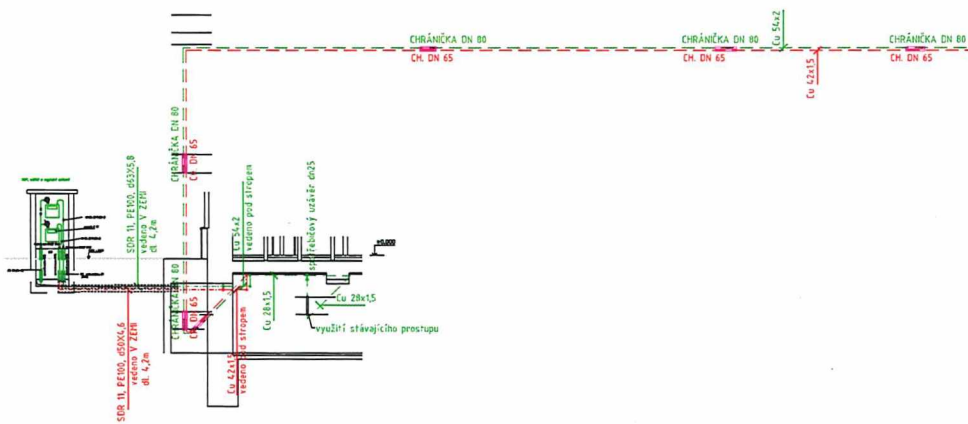 CHRÁNIČKA DN 80
CH. DN 65
CHRÁNIČKA DN 80
CH. DN 65
Cu 54x2
Cu 42x1,5
CHRÁNIČKA DN 80
CH. DN 65
CHRÁNIČKA DN 80
CH. DN 65
SDR 11, PE100, d63X5,8
vedeno V ZEMI
dl. 4,2m
Cu 54x2
vedeno pod stropem
spotřebičový uzávěr dn25
±0,000
CHRÁNIČKA DN 80
CH. DN 65
Cu 28x1,5
Cu 28x1,5
využití stávajícího prostupu
SDR 11, PE100, d50X4,6
vedeno V ZEMI
dl. 4,2m
Cu 42x1,5
vedeno pod stropem